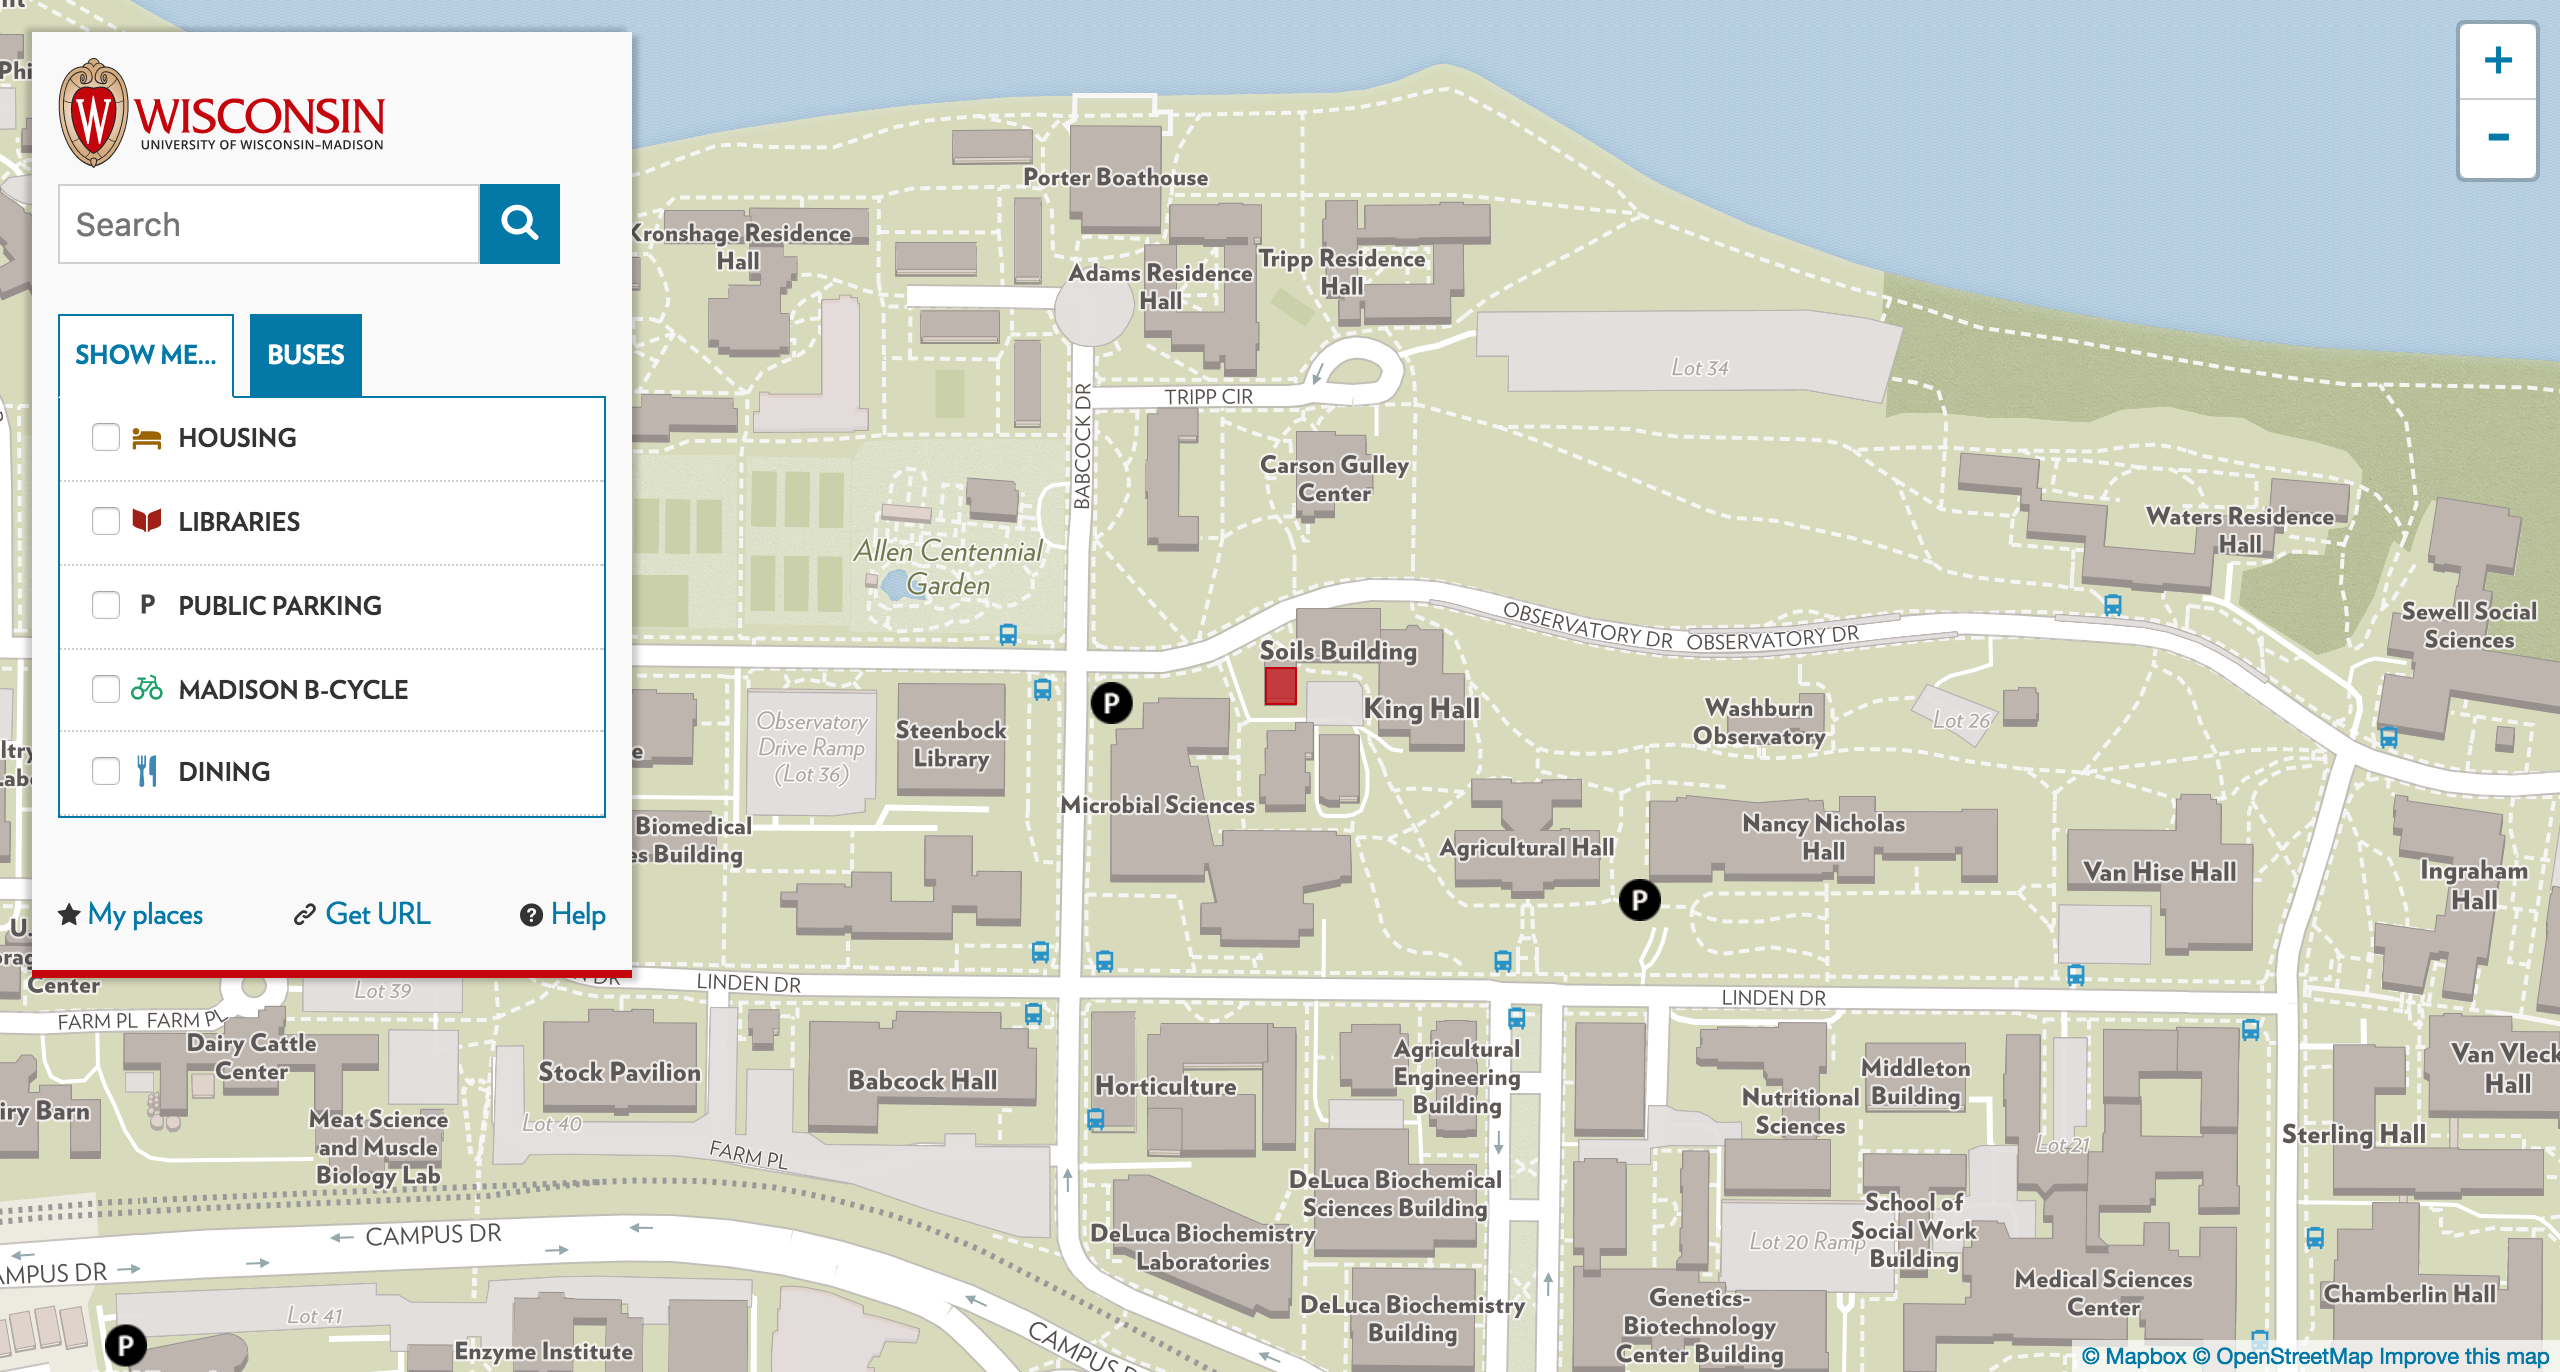 WISCONSIN
UNIVERSITY OF WISCONSIN–MADISON
Search
SHOW ME...
BUSES
HOUSING
LIBRARIES
P PUBLIC PARKING
MADISON B-CYCLE
DINING
My places
Get URL
Help
+
−
Phi
Porter Boathouse
Kronshage Residence
Hall
Adams Residence
Hall
Tripp Residence
Hall
Lot 34
TRIPP CIR
BABCOCK DR
Carson Gulley
Center
Allen Centennial
Garden
Waters Residence
Hall
Sewell Social
Sciences
OBSERVATORY DR
OBSERVATORY DR
Soils Building
King Hall
P
Washburn
Observatory
Lot 26
Observatory
Drive Ramp
(Lot 36)
Steenbock
Library
Microbial Sciences
Biomedical
es Building
Agricultural Hall
Nancy Nicholas
Hall
Van Hise Hall
Ingraham
Hall
P
LINDEN DR
LINDEN DR
Center
Lot 39
FARM PL
FARM PL
Dairy Cattle
Center
Stock Pavilion
Babcock Hall
Horticulture
Agricultural
Engineering
Building
Nutritional
Sciences
Middleton
Building
Van Vleck
Hall
iry Barn
Meat Science
and Muscle
Biology Lab
Lot 40
FARM PL
Lot 21
Sterling Hall
DeLuca Biochemical
Sciences Building
DeLuca Biochemistry
Laboratories
School of
Social Work
Building
Lot 20 Ramp
CAMPUS DR
AMPUS DR
Medical Sciences
Center
Chamberlin Hall
DeLuca Biochemistry
Building
Genetics-
Biotechnology
Center Building
Lot 41
P
Enzyme Institute
CAMPUS D
© Mapbox © OpenStreetMap Improve this map